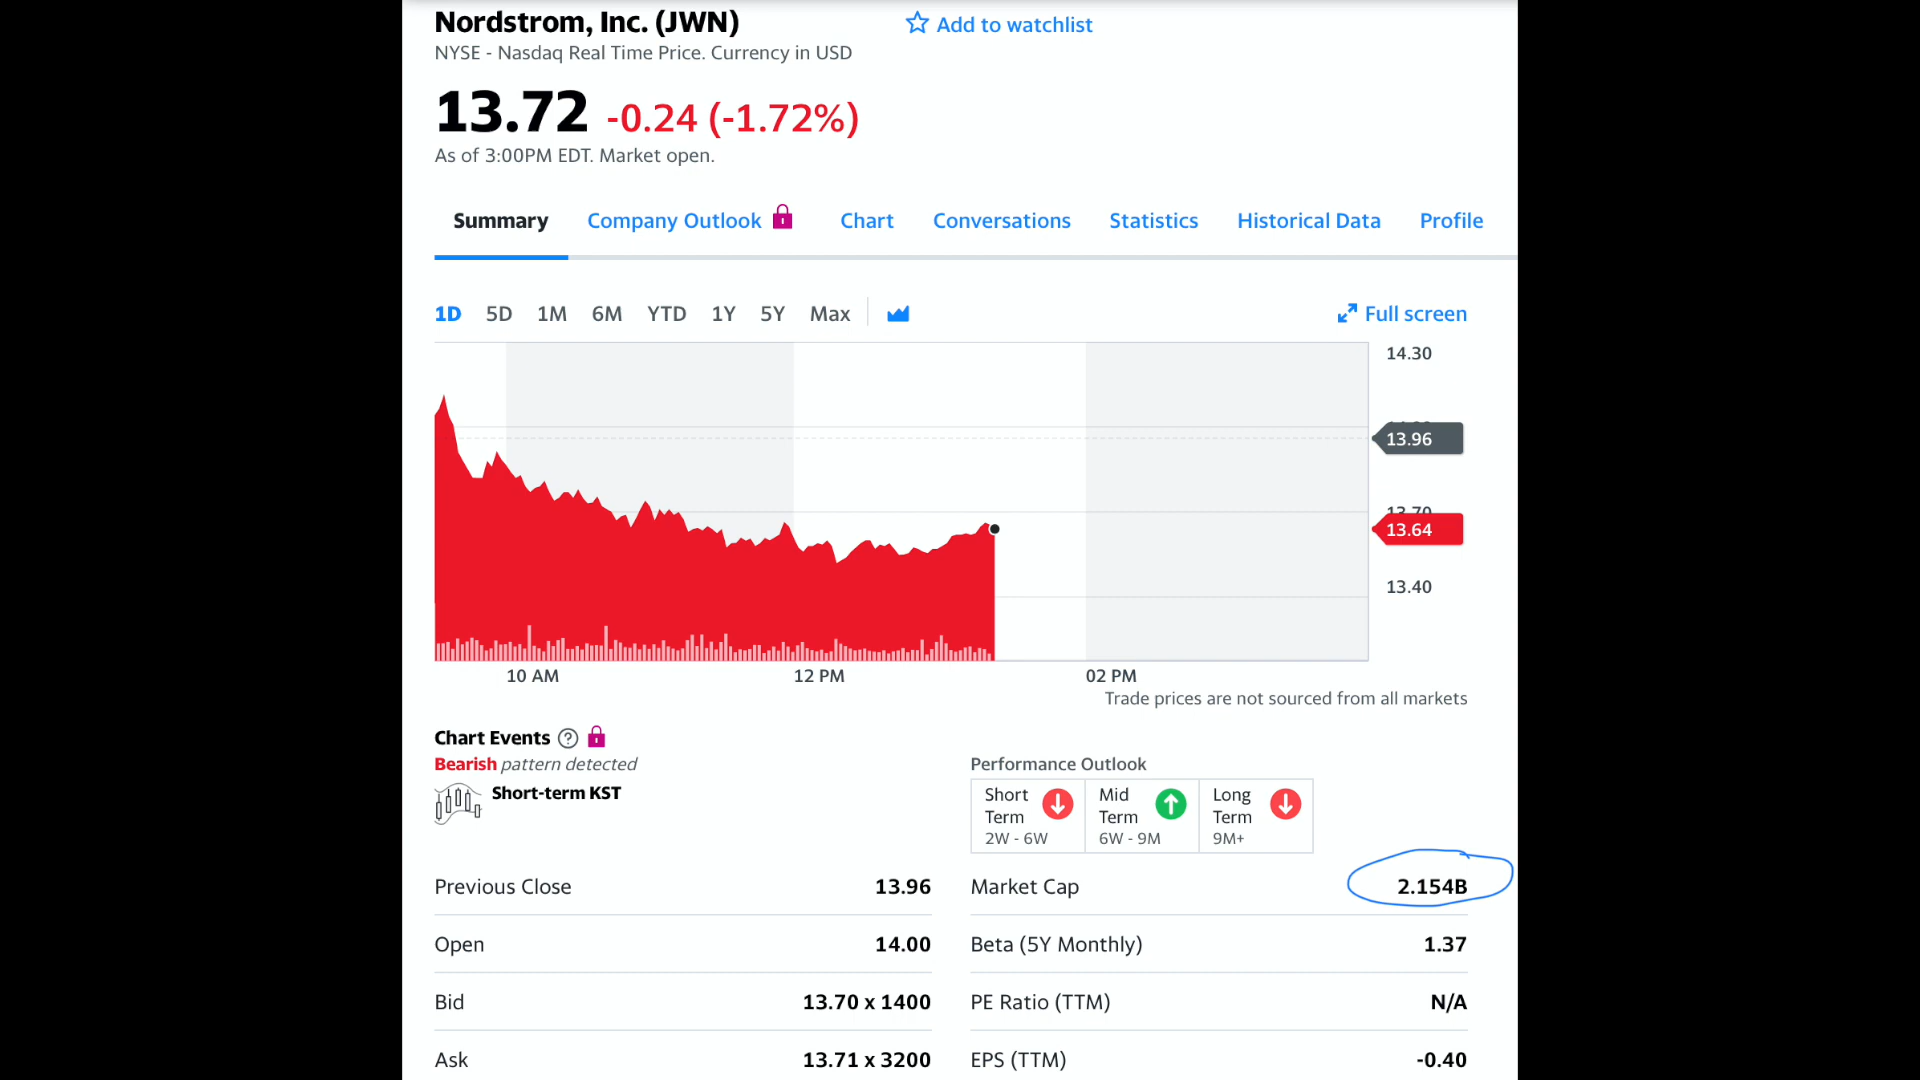 Nordstrom, Inc. (JWN)
Add to watchlist
NYSE - Nasdaq Real Time Price. Currency in USD
13.72 -0.24 (-1.72%)
As of 3:00PM EDT. Market open.
Summary Company Outlook Chart Conversations Statistics Historical Data Profile
1D 5D 1M 6M YTD 1Y 5Y Max Full screen
14.30
13.96
13.70
13.64
13.40
10 AM 12 PM 02 PM
Trade prices are not sourced from all markets
Chart Events ?
Bearish pattern detected
Short-term KST
Performance Outlook
Short Term 2W - 6W
Mid Term 6W - 9M
Long Term 9M+
Previous Close 13.96
Market Cap 2.154B
Open 14.00
Beta (5Y Monthly) 1.37
Bid 13.70 x 1400
PE Ratio (TTM) N/A
Ask 13.71 x 3200
EPS (TTM) -0.40